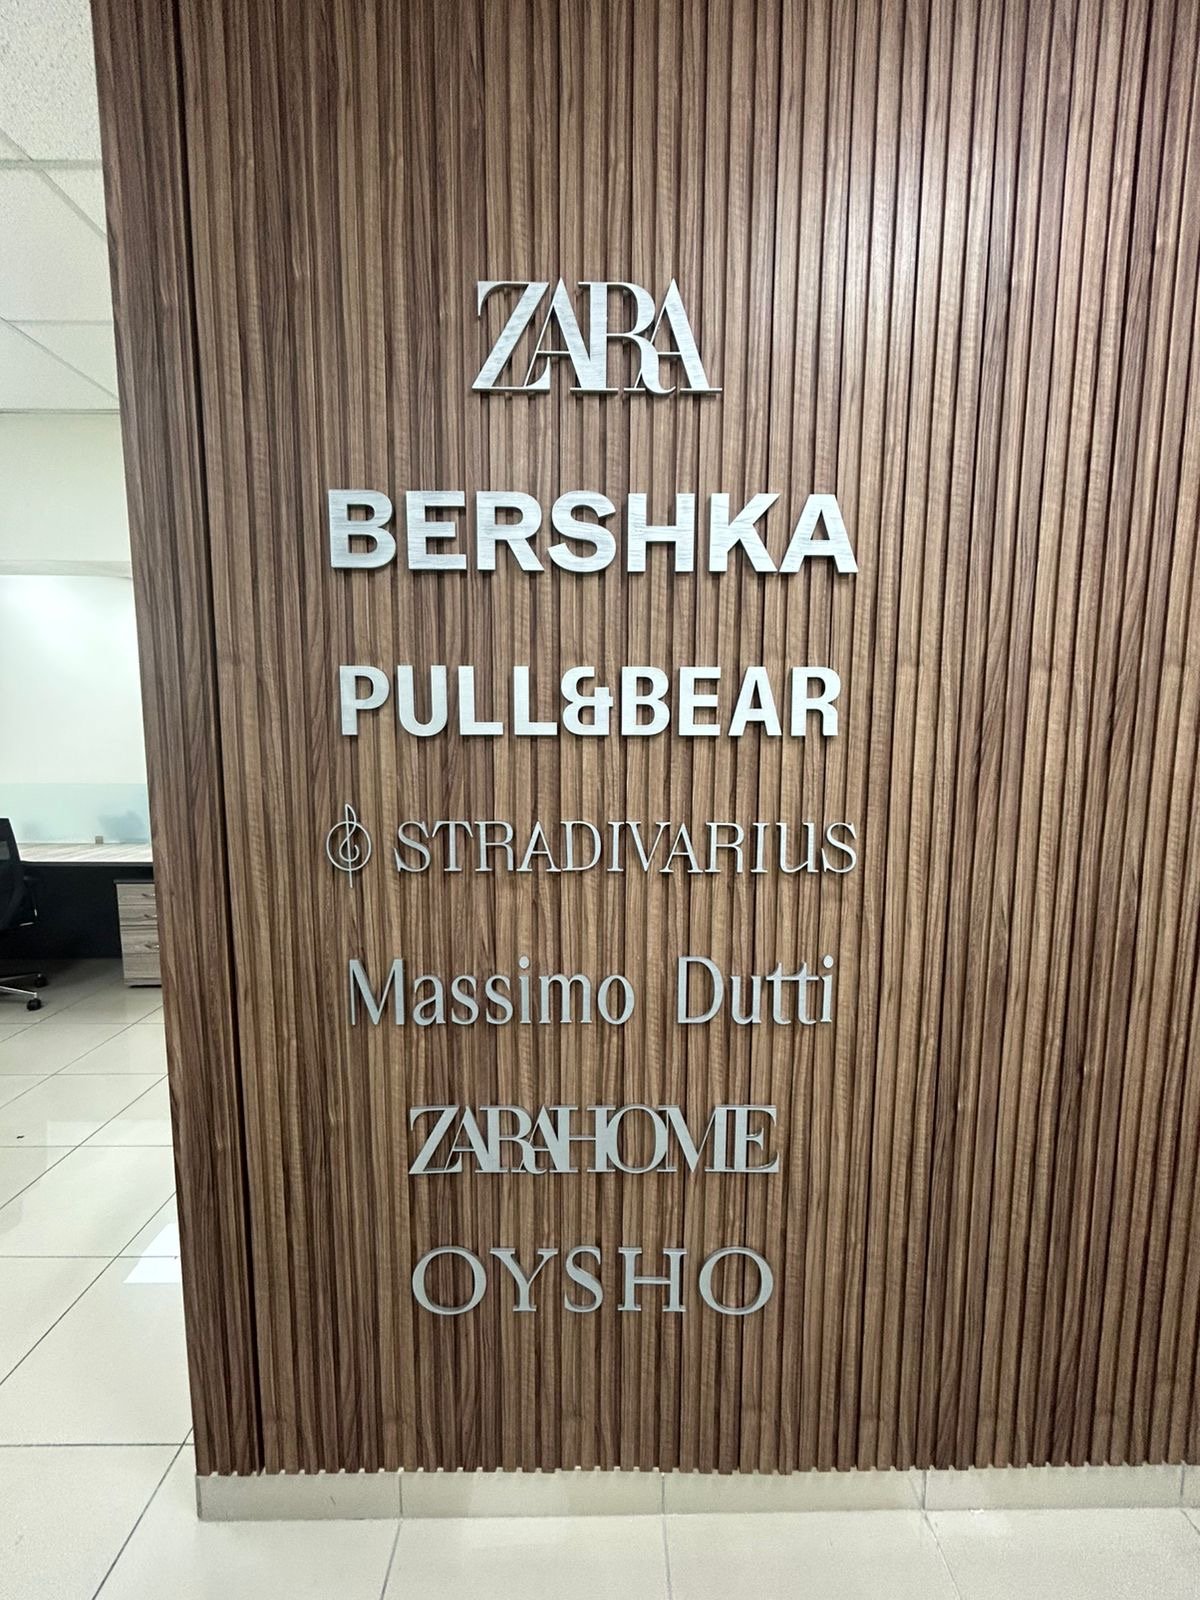 ZARA
BERSHKA
PULL&BEAR
STRADIVARIUS
Massimo Dutti
ZARAHOME
OYSHO